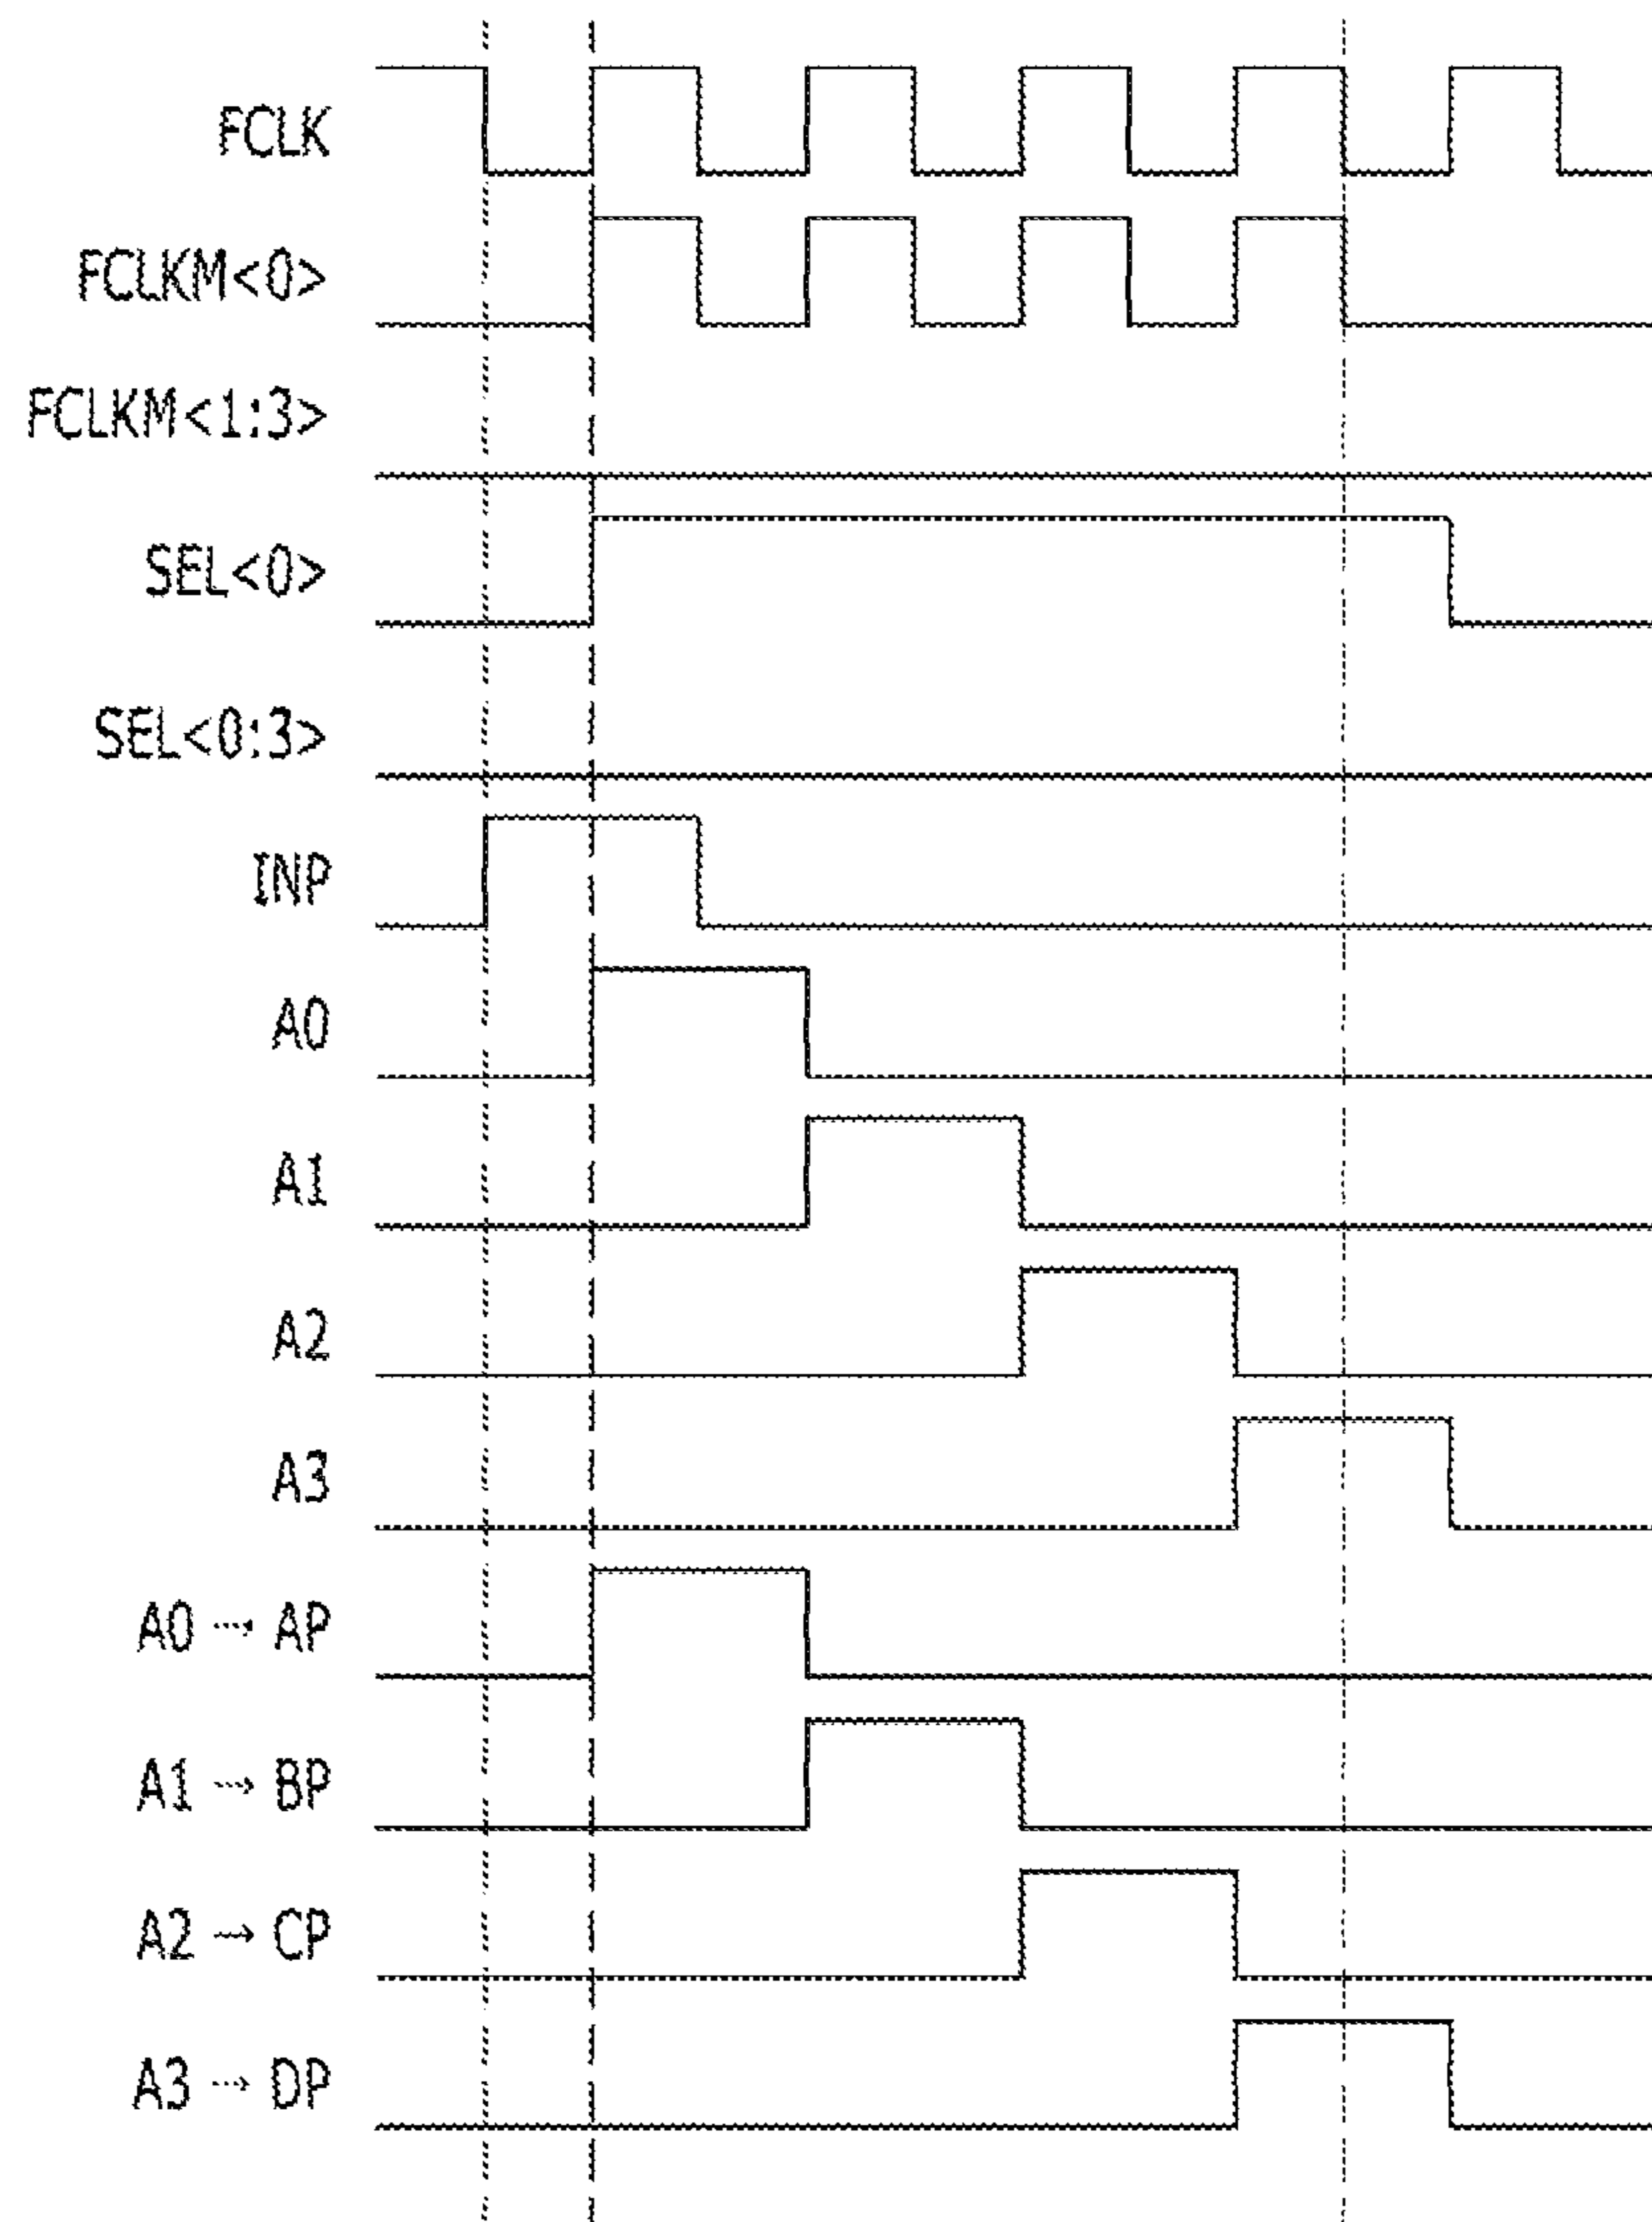 FCLK
FCLKM<0>
FCLKM<1:3>
SEL<0>
SEL<0:3>
INP
A0
A1
A2
A3
A0 → AP
A1 → BP
A2 → CP
A3 → DP